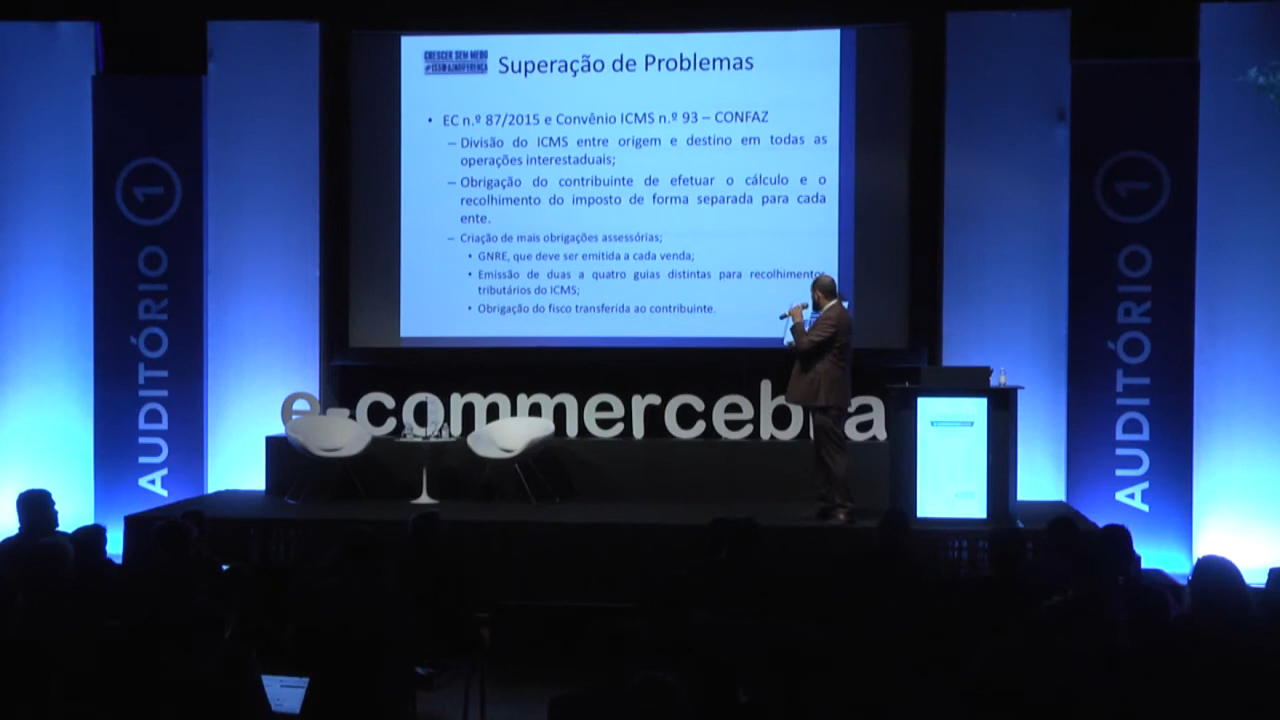 CRESCER SEM MEDO
Superação de Problemas
• EC n.º 87/2015 e Convênio ICMS n.º 93 – CONFAZ
– Divisão do ICMS entre origem e destino em todas as
operações interestaduais;
– Obrigação do contribuinte de efetuar o cálculo e o
recolhimento do imposto de forma separada para cada
ente.
– Criação de mais obrigações assessórias;
• GNRE, que deve ser emitida a cada venda;
• Emissão de duas a quatro guias distintas para recolhimentos
tributários do ICMS;
• Obrigação do fisco transferida ao contribuinte.
AUDITÓRIO 1
AUDITÓRIO 1
e-commerceb
a